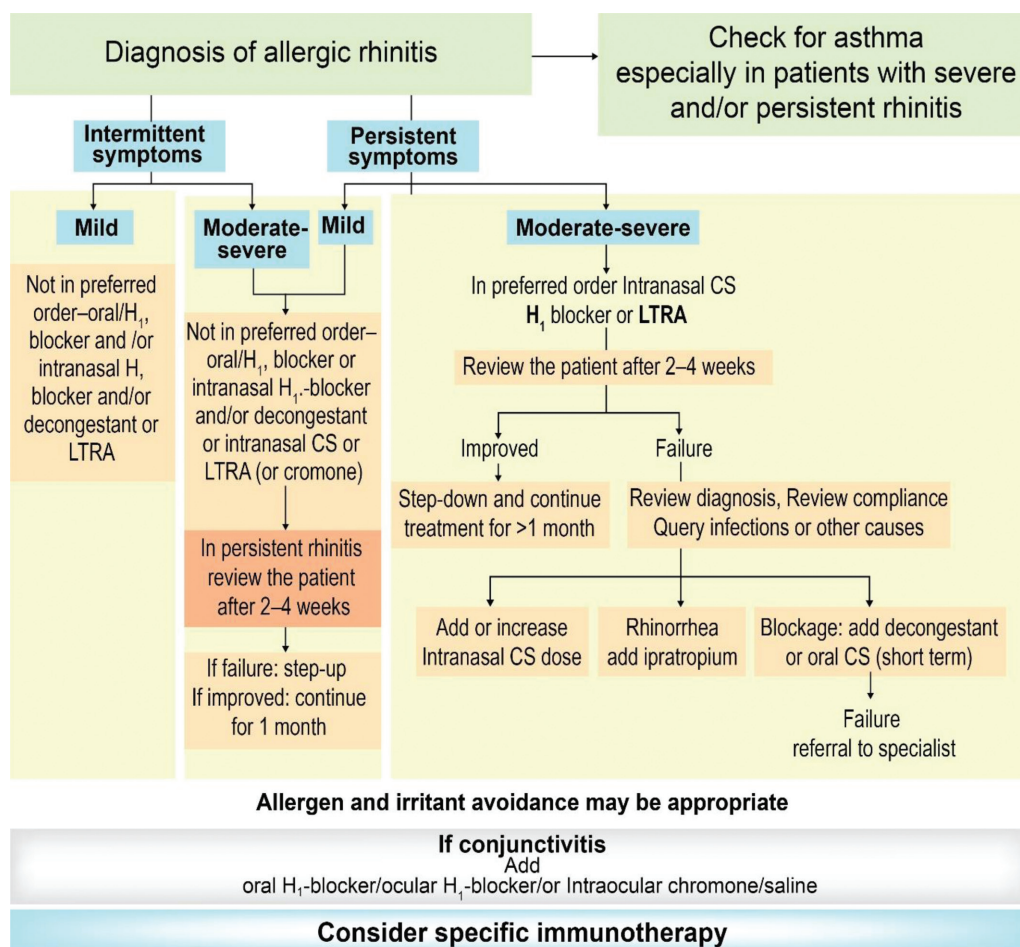 Diagnosis of allergic rhinitis
Check for asthma
especially in patients with severe
and/or persistent rhinitis
Intermittent
symptoms
Persistent
symptoms
Mild
Moderate-
severe
Mild
Moderate-severe
Not in preferred
order–oral/H₁,
blocker and /or
intranasal H,
blocker and/or
decongestant or
LTRA
Not in preferred order–
oral/H₁, blocker or
intranasal H₁.-blocker
and/or decongestant
or intranasal CS or
LTRA (or cromone)
In persistent rhinitis
review the patient
after 2–4 weeks
If failure: step-up
If improved: continue
for 1 month
In preferred order Intranasal CS
H₁ blocker or LTRA
Review the patient after 2–4 weeks
Improved
Failure
Step-down and continue
treatment for >1 month
Review diagnosis, Review compliance
Query infections or other causes
Add or increase
Intranasal CS dose
Rhinorrhea
add ipratropium
Blockage: add decongestant
or oral CS (short term)
Failure
referral to specialist
Allergen and irritant avoidance may be appropriate
If conjunctivitis
Add
oral H₁-blocker/ocular H₁-blocker/or Intraocular chromone/saline
Consider specific immunotherapy